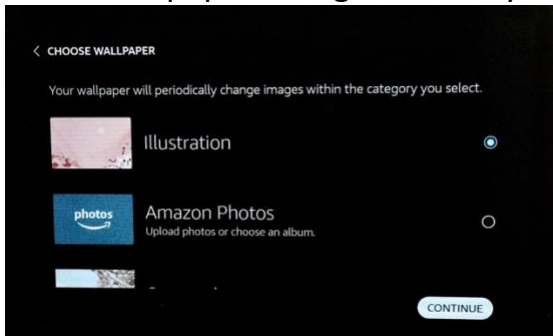 CHOOSE WALLPAPER
Your wallpaper will periodically change images within the category you select.
Illustration
photos
Amazon Photos
Upload photos or choose an album.
CONTINUE